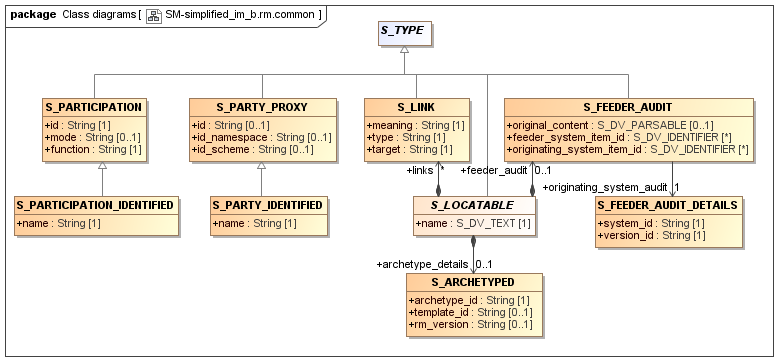 package Class diagrams [ SM-simplified_im_b.rm.common ]
S_TYPE
S_PARTICIPATION
+id : String [1]
+mode : String [0..1]
+function : String [1]
S_PARTY_PROXY
+id : String [0..1]
+id_namespace : String [0..1]
+id_scheme : String [0..1]
S_LINK
+meaning : String [1]
+type : String [1]
+target : String [1]
S_FEEDER_AUDIT
+original_content : S_DV_PARSABLE [0..1]
+feeder_system_item_id : S_DV_IDENTIFIER [*]
+originating_system_item_id : S_DV_IDENTIFIER [*]
+links *
+feeder_audit 0..1
+originating_system_audit 1
S_PARTICIPATION_IDENTIFIED
+name : String [1]
S_PARTY_IDENTIFIED
+name : String [1]
S_LOCATABLE
+name : S_DV_TEXT [1]
S_FEEDER_AUDIT_DETAILS
+system_id : String [1]
+version_id : String [1]
+archetype_details 0..1
S_ARCHETYPED
+archetype_id : String [1]
+template_id : String [0..1]
+rm_version : String [0..1]